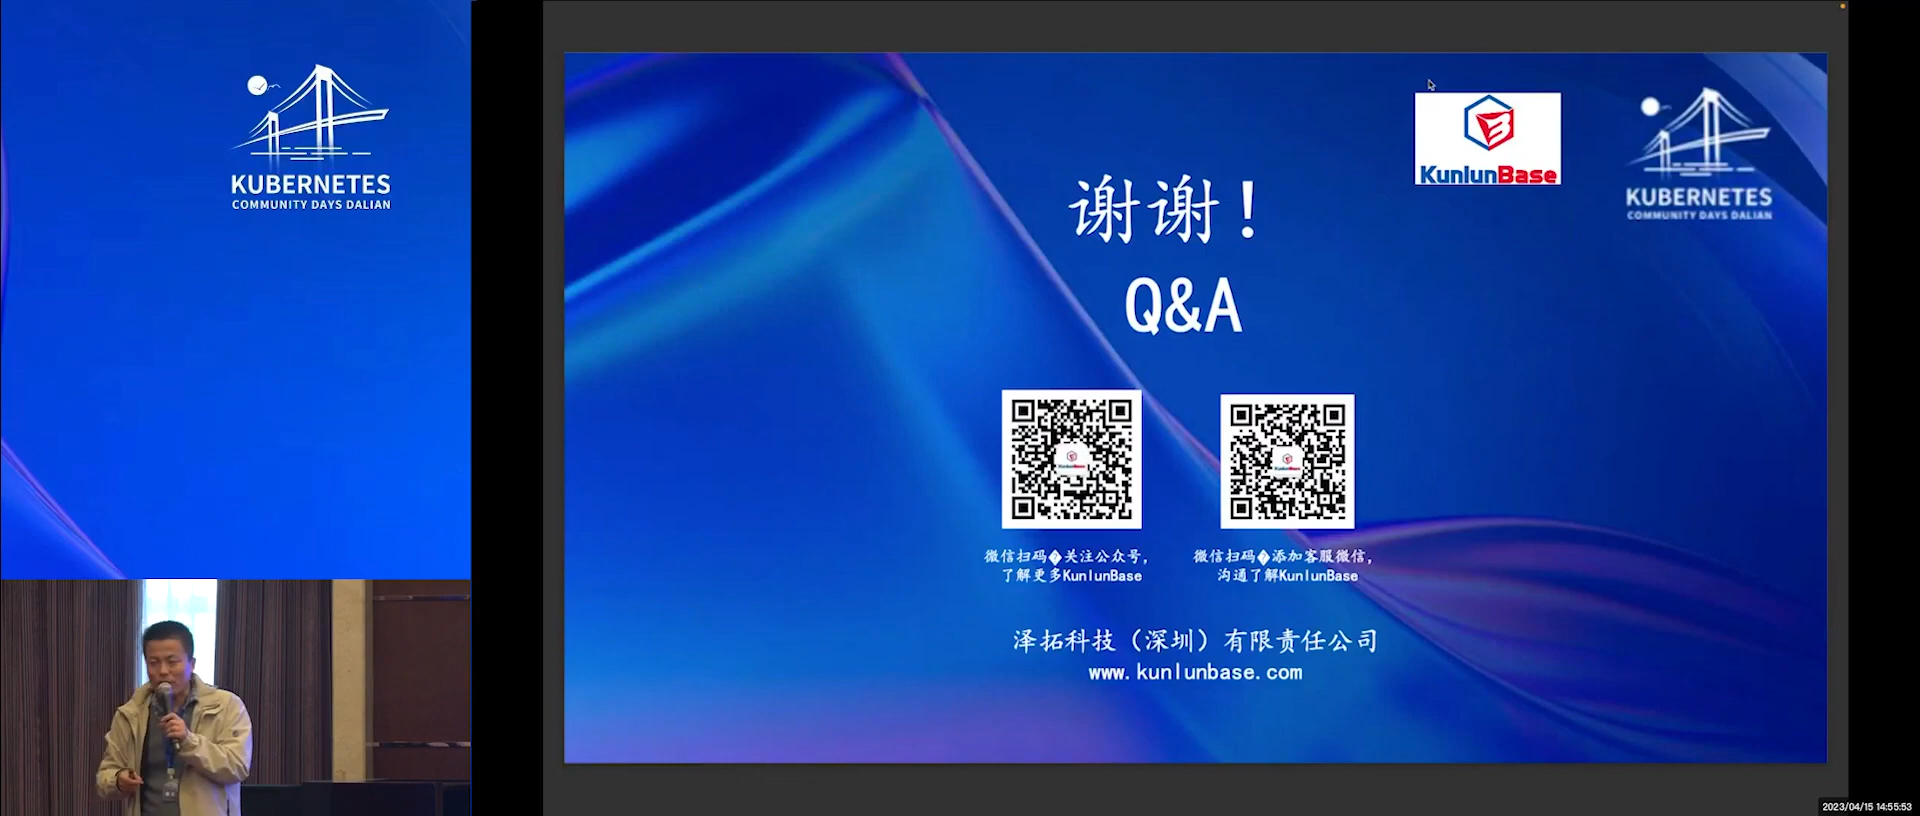 KUBERNETES
COMMUNITY DAYS DALIAN
KunlunBase
KUBERNETES
COMMUNITY DAYS DALIAN
谢谢！
Q&A
KunlunBase
KunlunBase
微信扫码�关注公众号，
了解更多KunlunBase
微信扫码�添加客服微信，
沟通了解KunlunBase
泽拓科技（深圳）有限责任公司
www.kunlunbase.com
2023/04/15 14:55:53